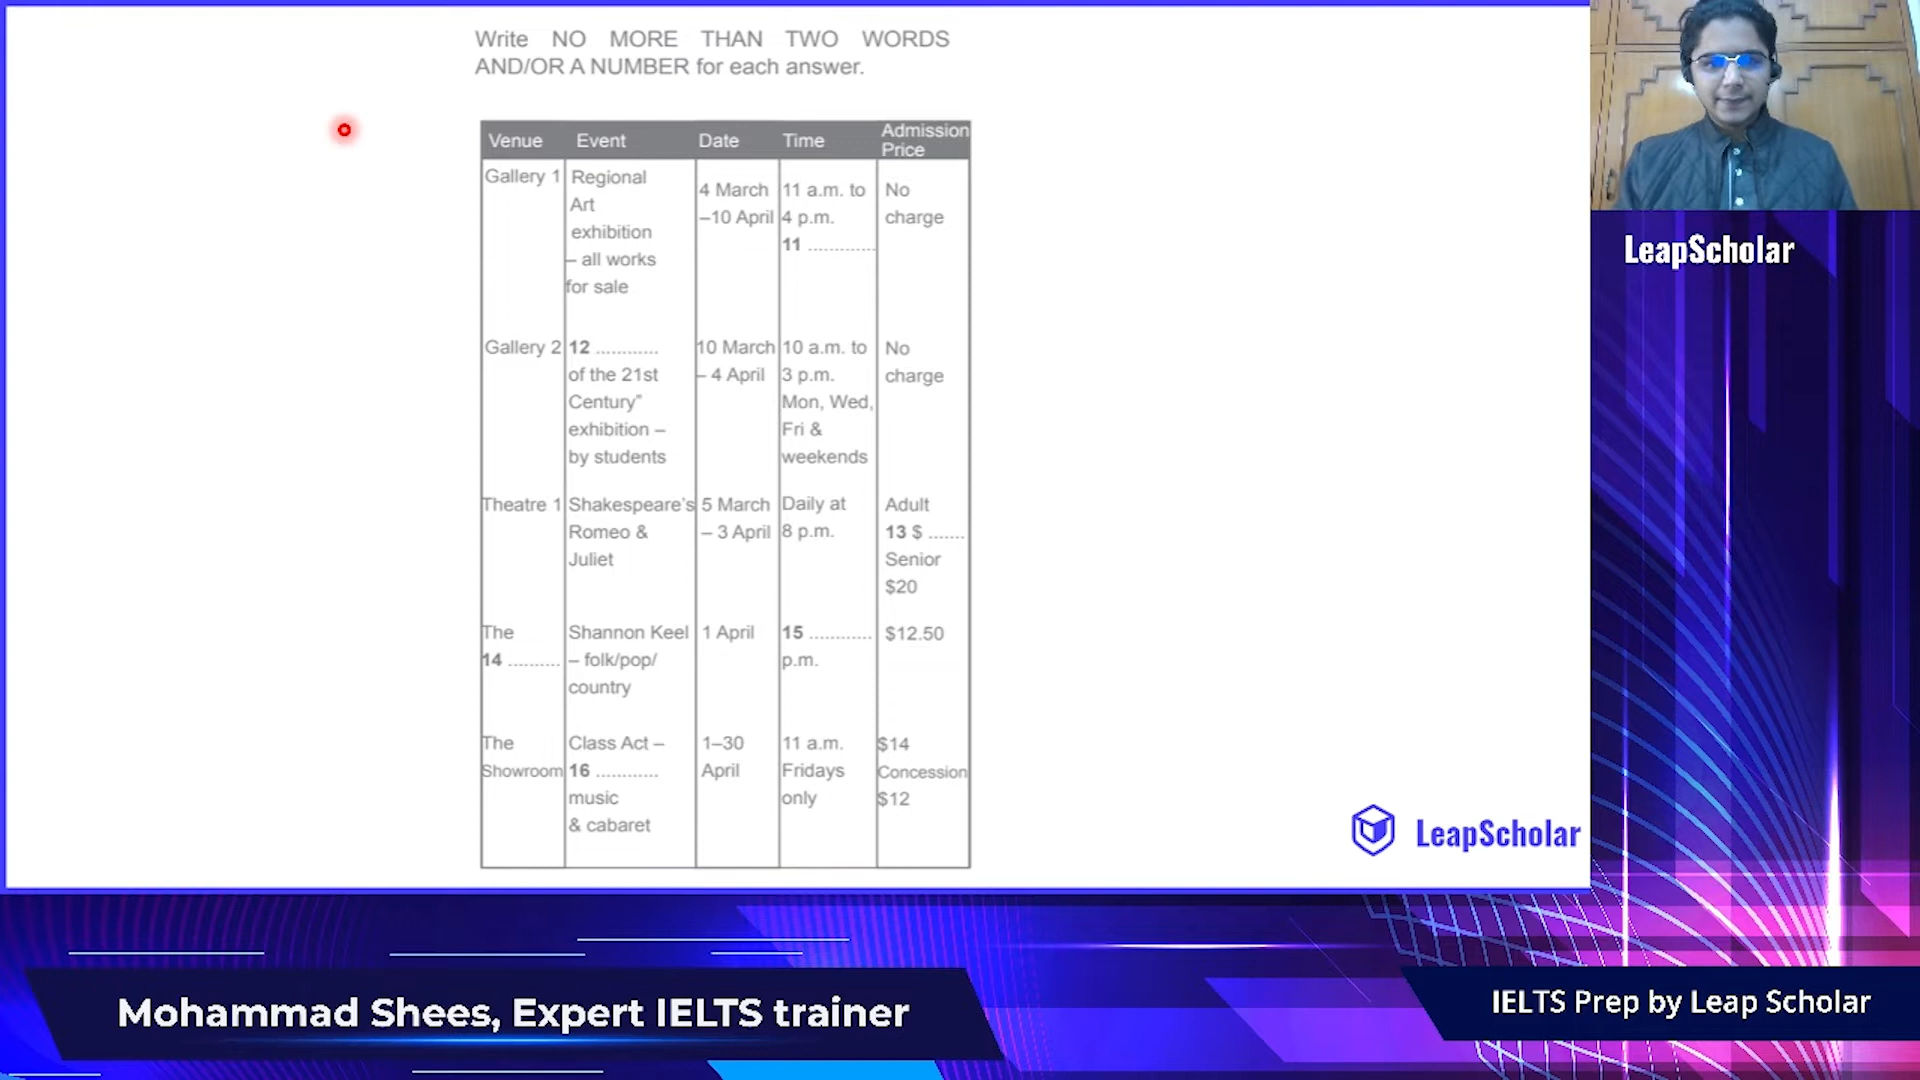 Write NO MORE THAN TWO WORDS
AND/OR A NUMBER for each answer.
Venue Event Date Time Admission Price
Gallery 1
Regional
Art
exhibition
– all works
for sale
4 March
–10 April
11 a.m. to
4 p.m.
11 ............
No
charge
Gallery 2
12 ............
of the 21st
Century”
exhibition –
by students
10 March
– 4 April
10 a.m. to
3 p.m.
Mon, Wed,
Fri &
weekends
No
charge
Theatre 1
Shakespeare's
Romeo &
Juliet
5 March
– 3 April
Daily at
8 p.m.
Adult
13 $ .......
Senior
$20
The
14 ..........
Shannon Keel
– folk/pop/
country
1 April
15 ............
p.m.
$12.50
The
Showroom
Class Act –
16 ............
music
& cabaret
1–30
April
11 a.m.
Fridays
only
$14
Concession
$12
LeapScholar
LeapScholar
Mohammad Shees, Expert IELTS trainer
IELTS Prep by Leap Scholar